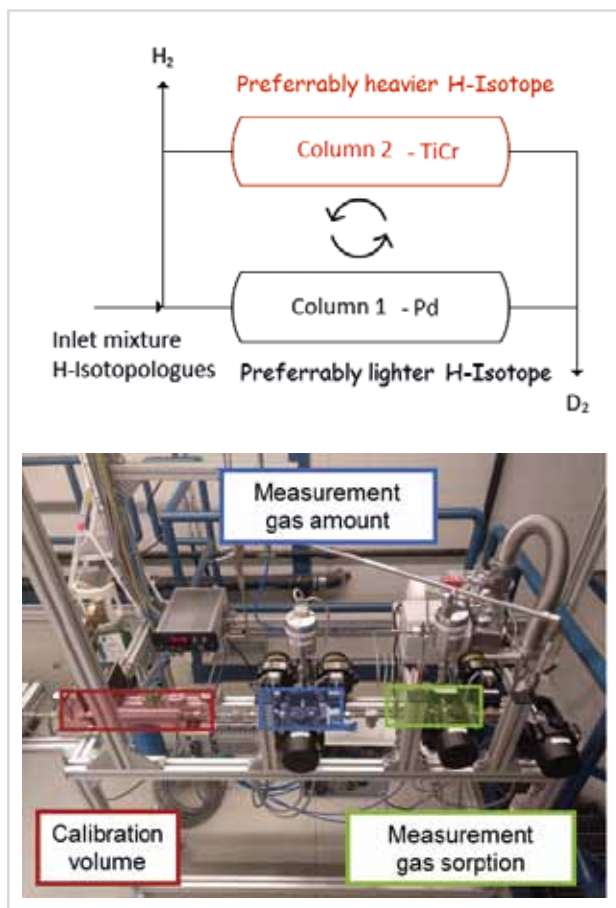 H2
Preferrably heavier H-Isotope
Column 2 - TiCr
Column 1 - Pd
Inlet mixture
H-Isotopologues
Preferrably lighter H-Isotope
D2
Measurement
gas amount
Calibration
volume
Measurement
gas sorption